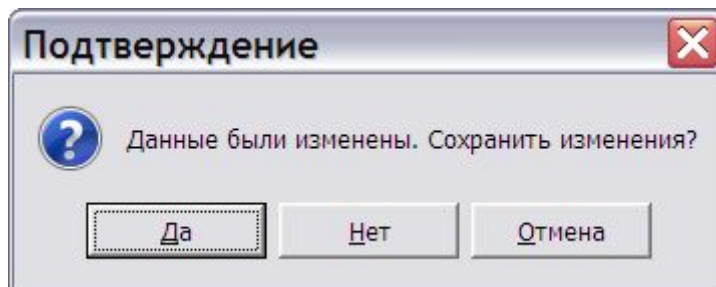 Подтверждение
Данные были изменены. Сохранить изменения?
Да Нет Отмена